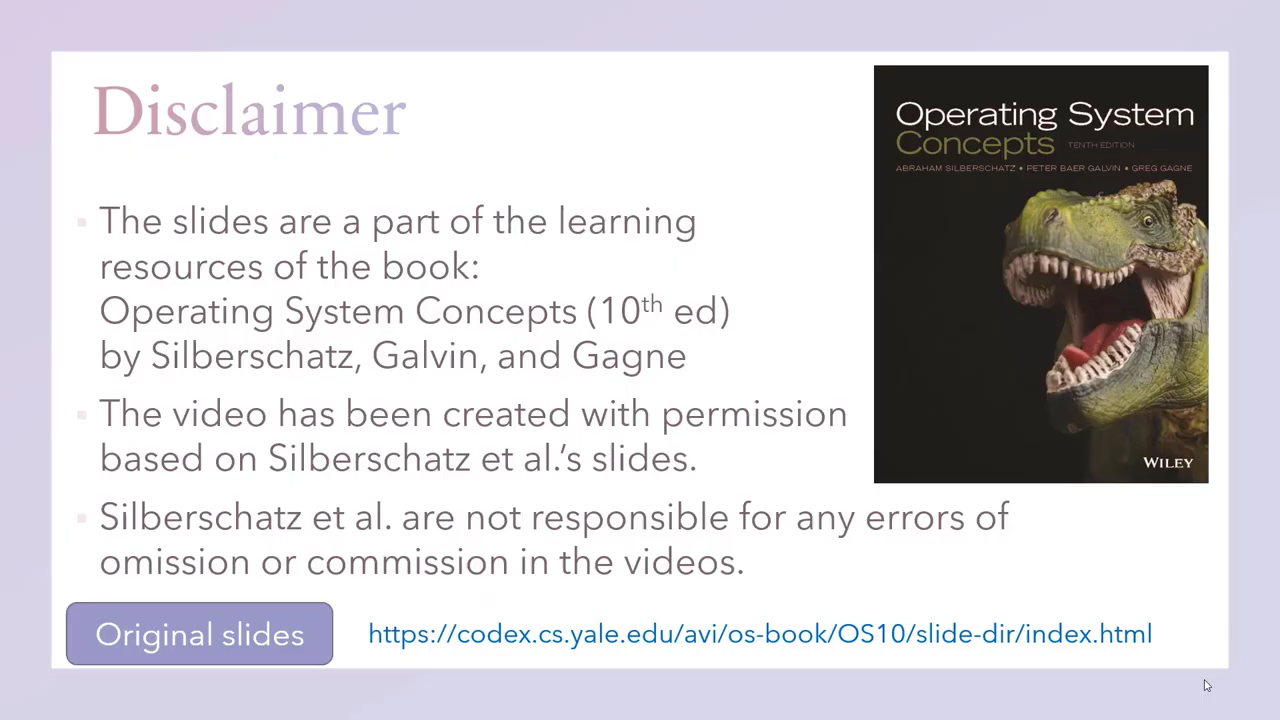 Disclaimer
Operating System
Concepts TENTH EDITION
ABRAHAM SILBERSCHATZ • PETER BAER GALVIN • GREG GAGNE
WILEY
▪ The slides are a part of the learning
resources of the book:
Operating System Concepts (10th ed)
by Silberschatz, Galvin, and Gagne
▪ The video has been created with permission
based on Silberschatz et al.’s slides.
▪ Silberschatz et al. are not responsible for any errors of
omission or commission in the videos.
Original slides
https://codex.cs.yale.edu/avi/os-book/OS10/slide-dir/index.html